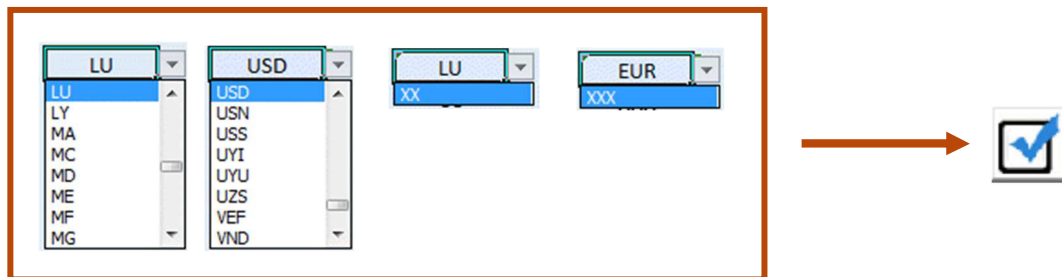 LU
LU
LY
MA
MC
MD
ME
MF
MG
USD
USD
USN
USS
UYI
UYU
UZS
VEF
VND
LU
XX
EUR
XXX